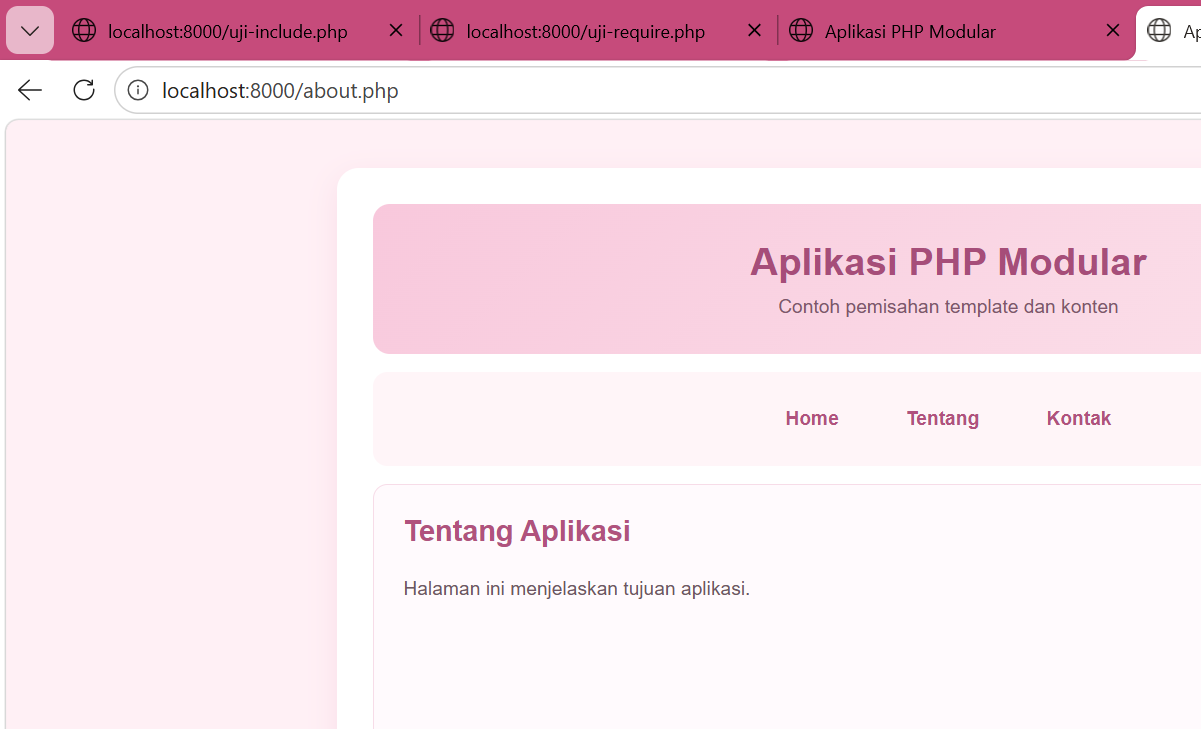 localhost:8000/uji-include.php
localhost:8000/uji-require.php
Aplikasi PHP Modular
Ap
localhost:8000/about.php
Aplikasi PHP Modular
Contoh pemisahan template dan konten
Home
Tentang
Kontak
Tentang Aplikasi
Halaman ini menjelaskan tujuan aplikasi.